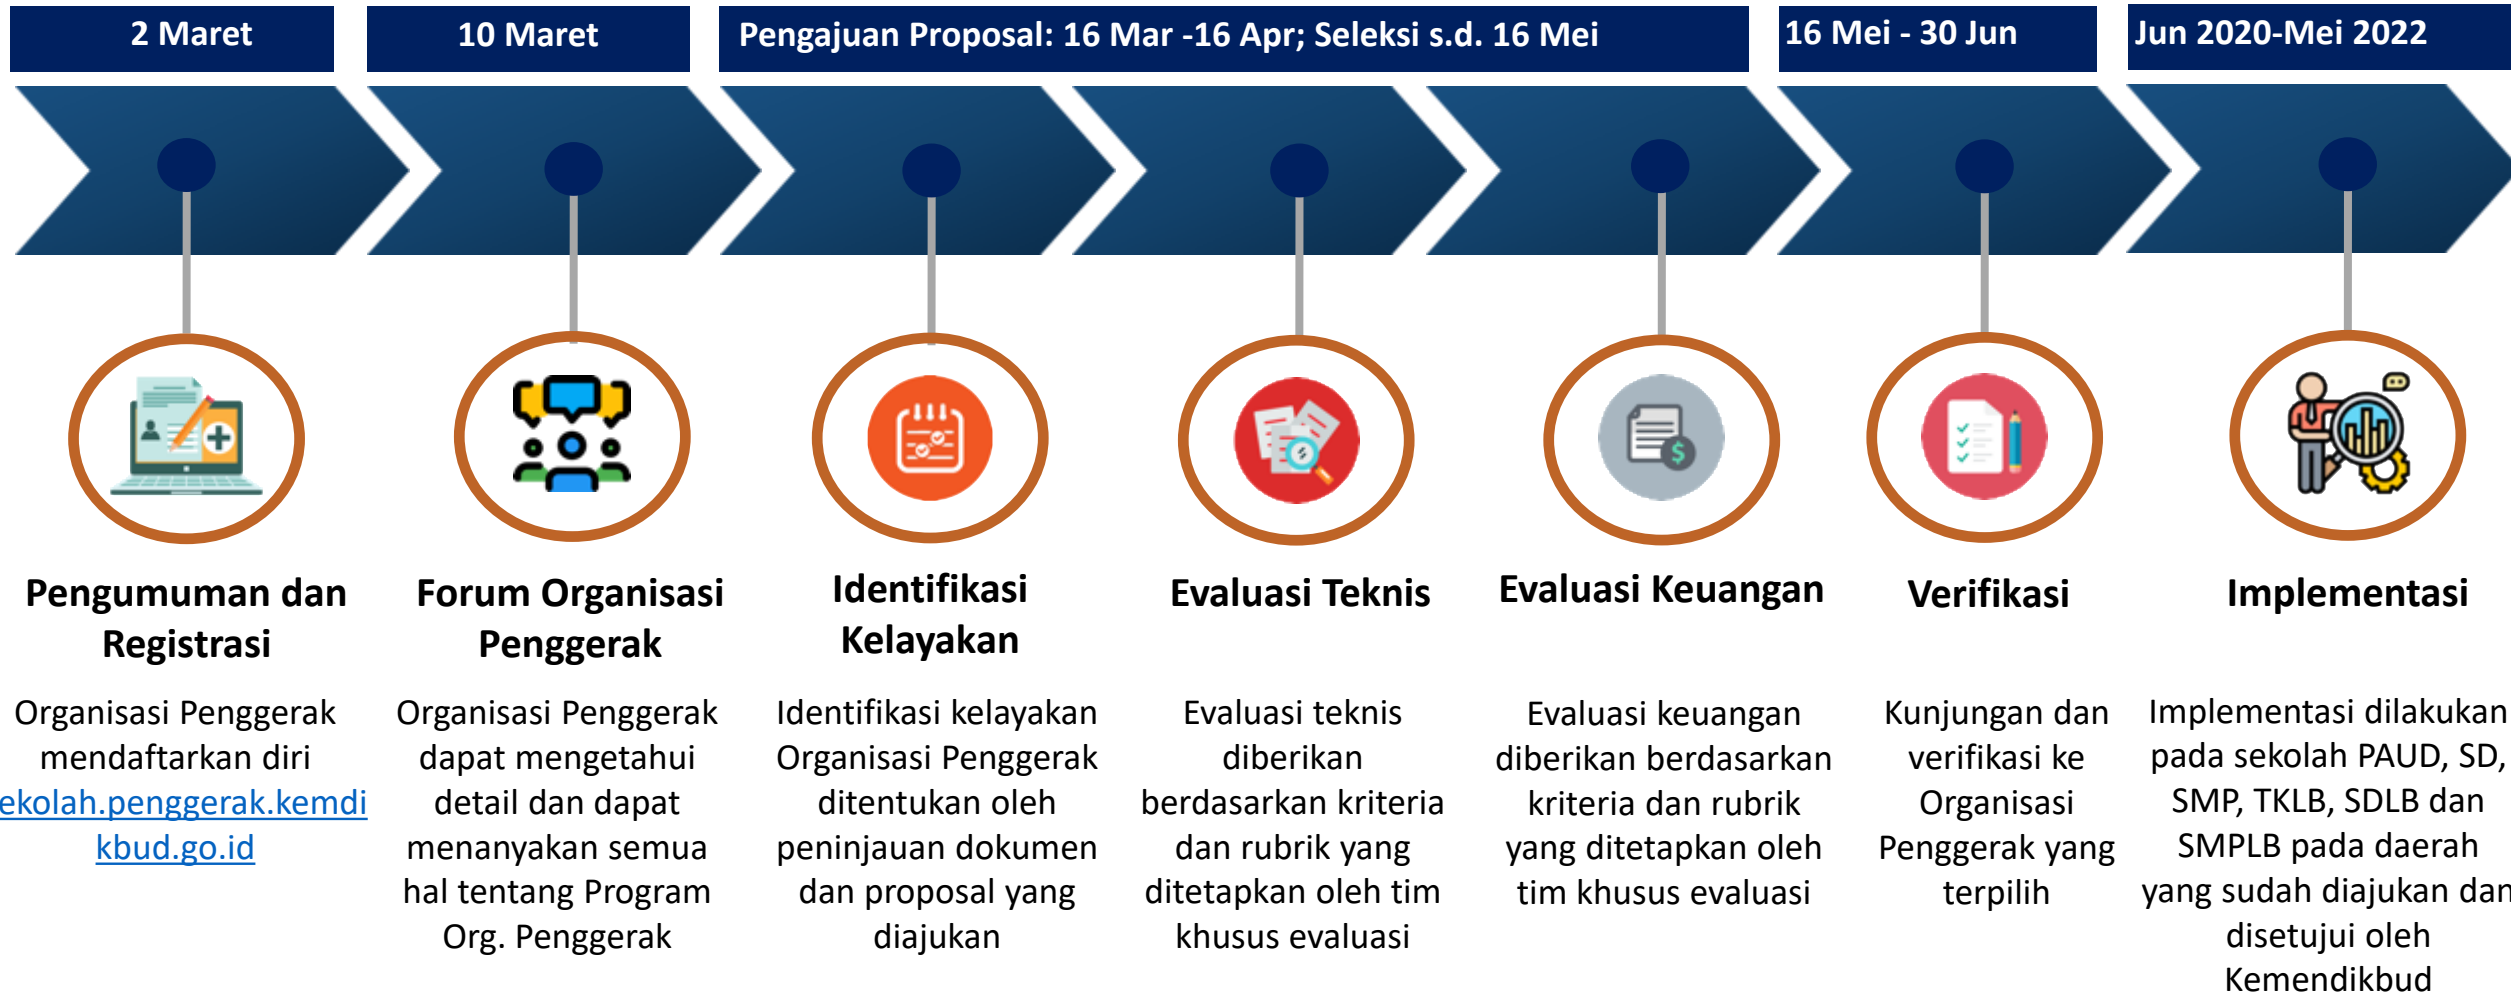 2 Maret
10 Maret
Pengajuan Proposal: 16 Mar -16 Apr; Seleksi s.d. 16 Mei
16 Mei - 30 Jun
Jun 2020-Mei 2022
Pengumuman dan
Registrasi
Organisasi Penggerak
mendaftarkan diri
ekolah.penggerak.kemdi
kbud.go.id
Forum Organisasi
Penggerak
Organisasi Penggerak
dapat mengetahui
detail dan dapat
menanyakan semua
hal tentang Program
Org. Penggerak
Identifikasi
Kelayakan
Identifikasi kelayakan
Organisasi Penggerak
ditentukan oleh
peninjauan dokumen
dan proposal yang
diajukan
Evaluasi Teknis
Evaluasi teknis
diberikan
berdasarkan kriteria
dan rubrik yang
ditetapkan oleh tim
khusus evaluasi
Evaluasi Keuangan
Evaluasi keuangan
diberikan berdasarkan
kriteria dan rubrik
yang ditetapkan oleh
tim khusus evaluasi
Verifikasi
Kunjungan dan
verifikasi ke
Organisasi
Penggerak yang
terpilih
Implementasi
Implementasi dilakukan
pada sekolah PAUD, SD,
SMP, TKLB, SDLB dan
SMPLB pada daerah
yang sudah diajukan dan
disetujui oleh
Kemendikbud